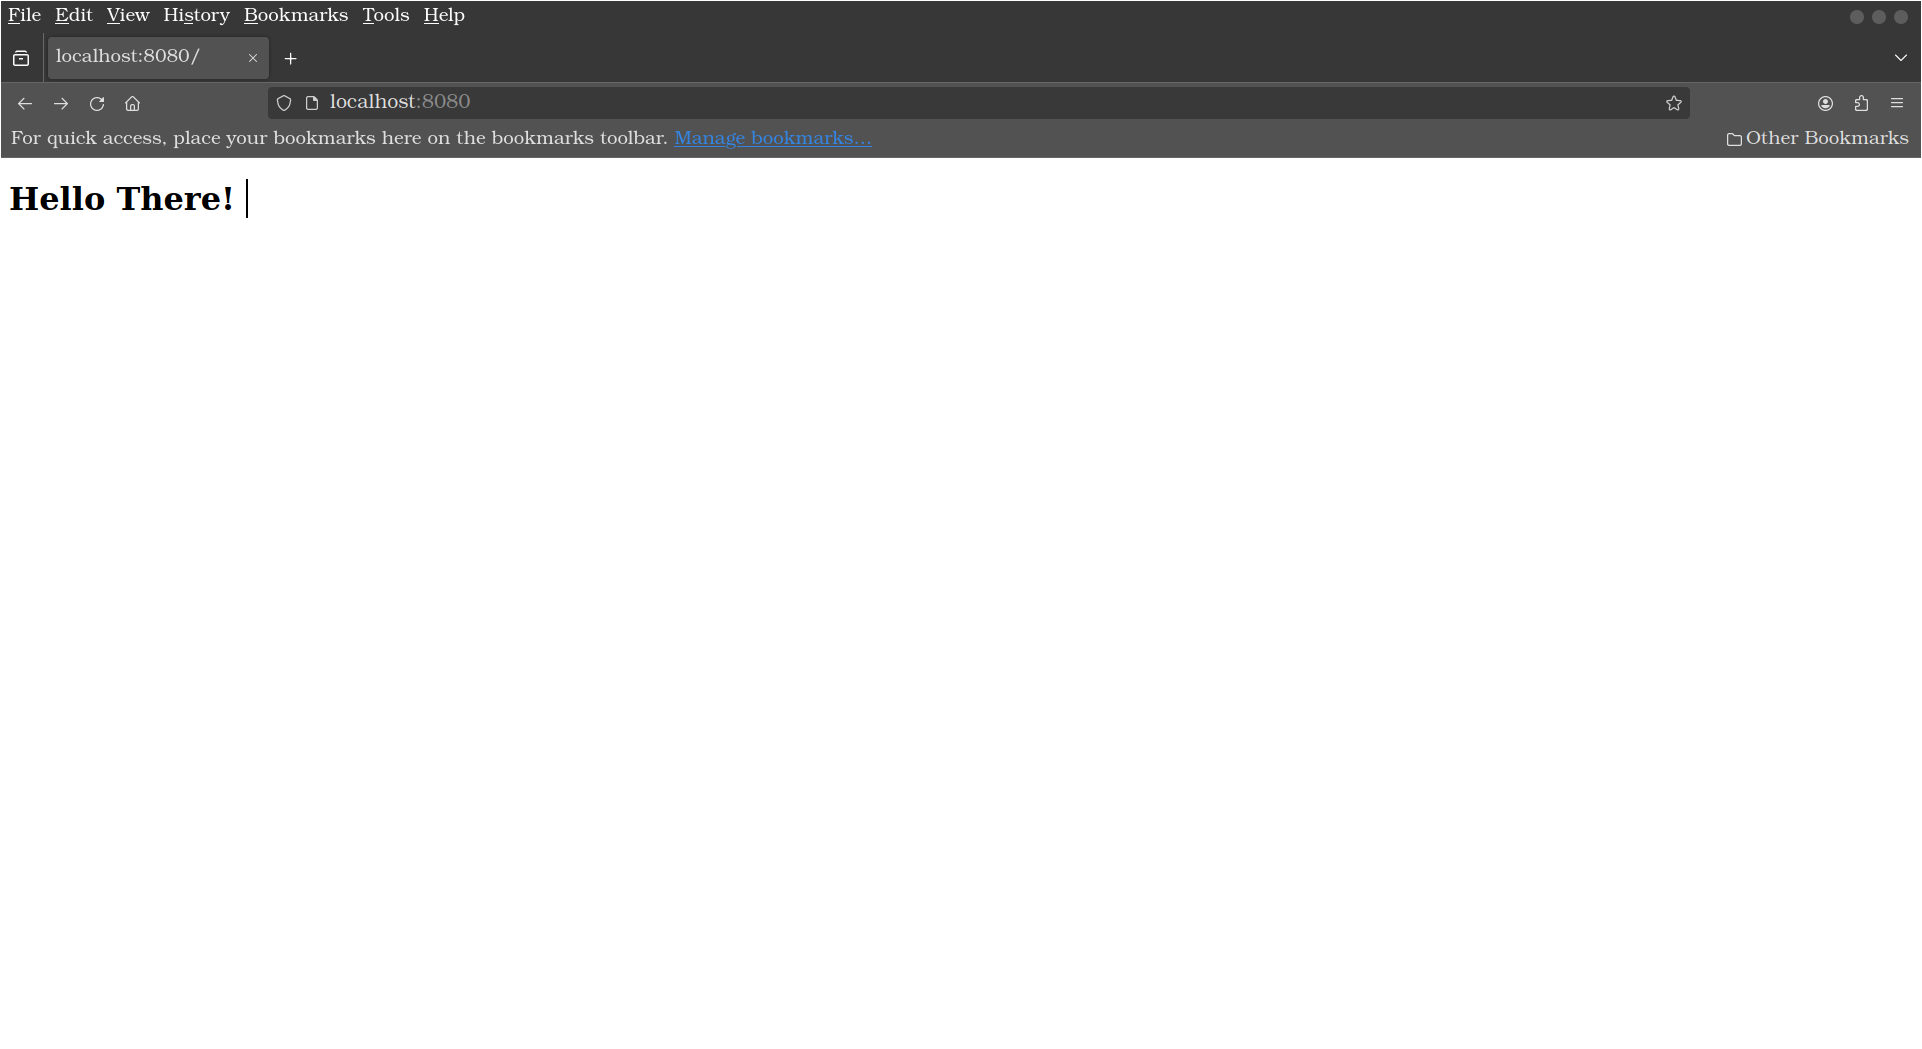 File Edit View History Bookmarks Tools Help
localhost:8080/
localhost:8080
For quick access, place your bookmarks here on the bookmarks toolbar. Manage bookmarks...
Other Bookmarks
Hello There!